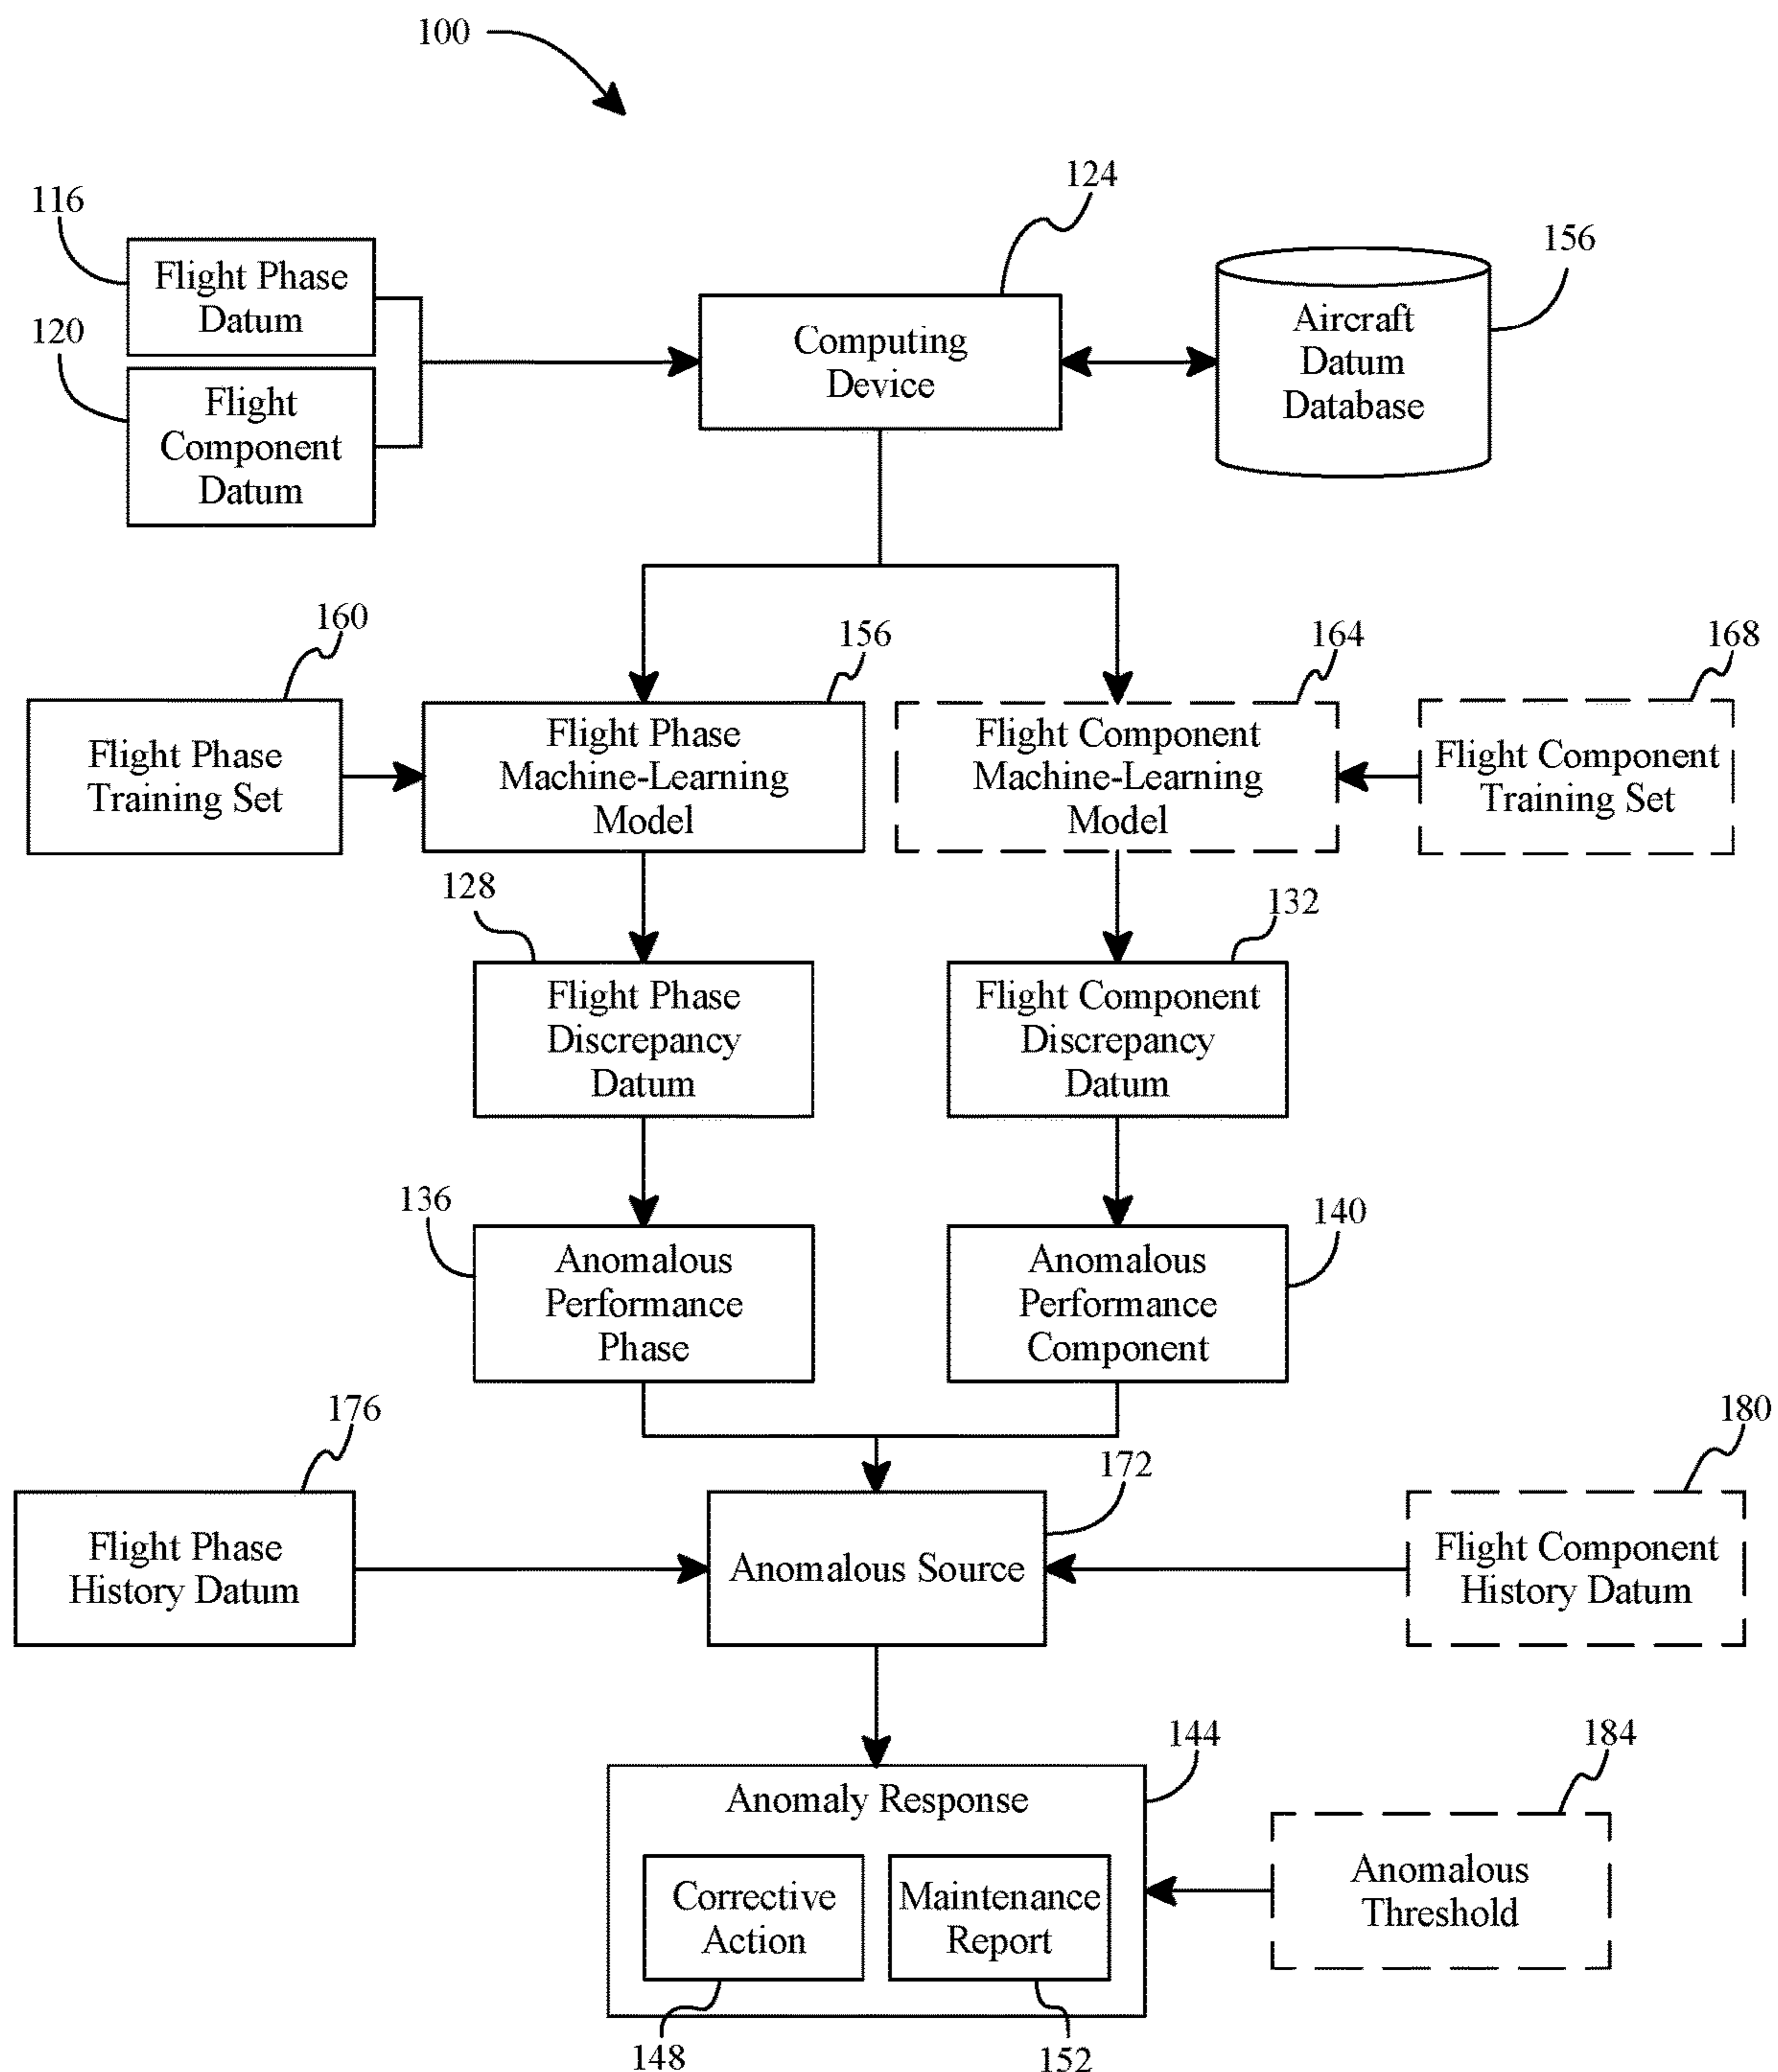 100
124
116
156
Flight Phase
Datum
120
Flight
Component
Datum
Computing
Device
Aircraft
Datum
Database
160
156
164
168
Flight Phase
Training Set
Flight Phase
Machine-Learning
Model
Flight Component
Machine-Learning
Model
Flight Component
Training Set
128
132
Flight Phase
Discrepancy
Datum
Flight Component
Discrepancy
Datum
136
140
Anomalous
Performance
Phase
Anomalous
Performance
Component
176
180
172
Flight Phase
History Datum
Anomalous Source
Flight Component
History Datum
144
184
Anomaly Response
Corrective
Action
Maintenance
Report
Anomalous
Threshold
148
152